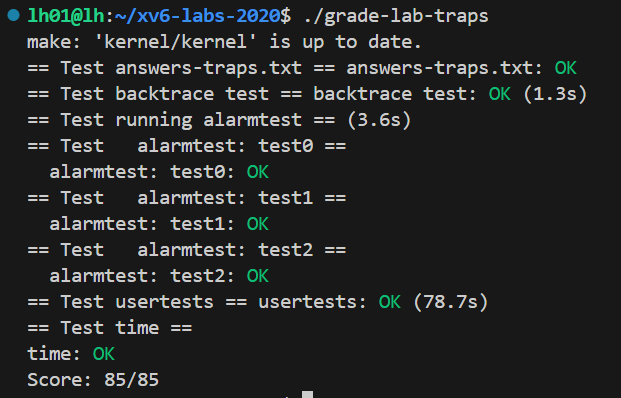 lh01@lh:~/xv6-labs-2020$ ./grade-lab-traps
make: 'kernel/kernel' is up to date.
== Test answers-traps.txt == answers-traps.txt: OK
== Test backtrace test == backtrace test: OK (1.3s)
== Test running alarmtest == (3.6s)
== Test   alarmtest: test0 ==
  alarmtest: test0: OK
== Test   alarmtest: test1 ==
  alarmtest: test1: OK
== Test   alarmtest: test2 ==
  alarmtest: test2: OK
== Test usertests == usertests: OK (78.7s)
== Test time ==
time: OK
Score: 85/85